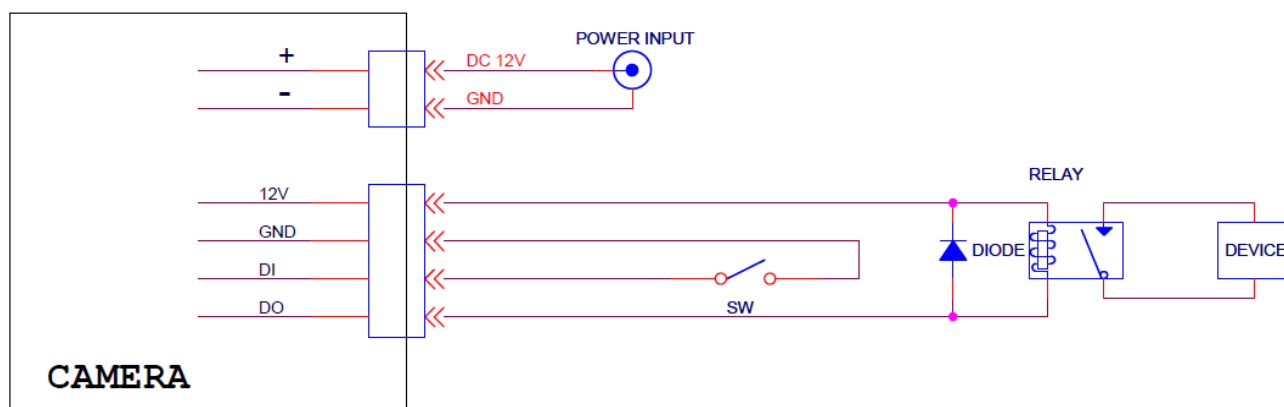 POWER INPUT
+
DC 12V
-
GND
RELAY
12V
GND
DI
DIODE
DEVICE
DO
SW
CAMERA